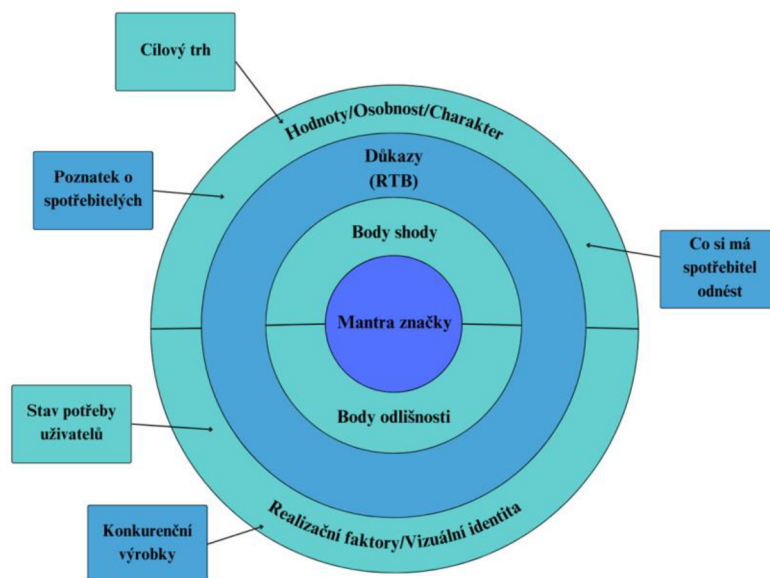 Cílový trh
Hodnoty/Osobnost/Charakter
Důkazy
(RTB)
Poznatek o
spotřebitelých
Body shody
Co si má
spotřebitel
odnést
Mantra značky
Stav potřeby
uživatelů
Body odlišnosti
Realizační faktory/Vizuální identita
Konkurenční
výrobky